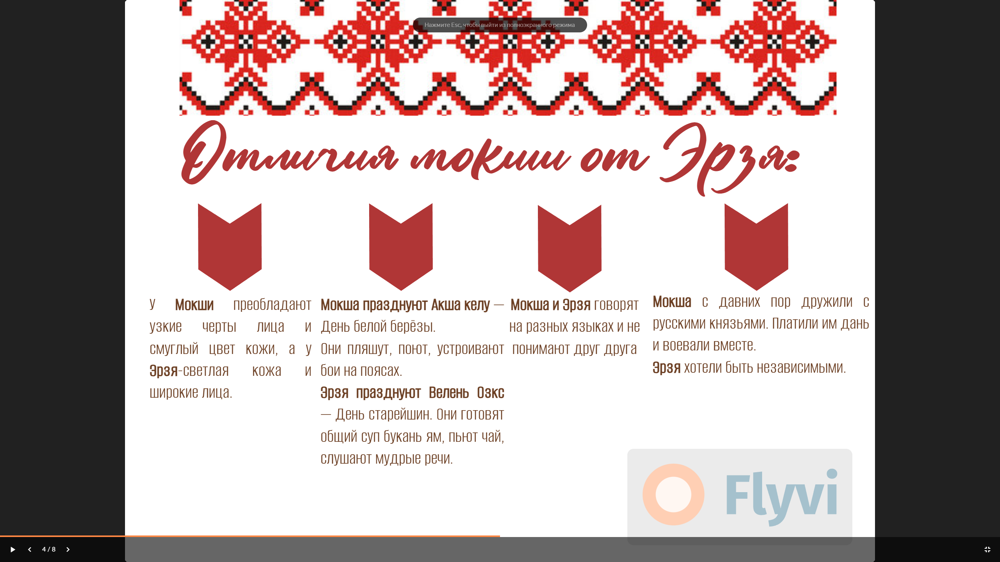 Нажмите Esc, чтобы выйти из полноэкранного режима
Отличия мокши от Эрзя:
У Мокши преобладают
узкие черты лица и
смуглый цвет кожи, а у
Эрзя-светлая кожа и
широкие лица.
Мокша празднуют Акша келу —
День белой берёзы.
Они пляшут, поют, устроивают
бои на поясах.
Эрзя празднуют Велень Озкс
— День старейшин. Они готовят
общий суп букань ям, пьют чай,
слушают мудрые речи.
Мокша и Эрзя говорят
на разных языках и не
понимают друг друга
Мокша с давних пор дружили с
русскими князьями. Платили им дань
и воевали вместе.
Эрзя хотели быть независимыми.
Flyvi
4 / 8